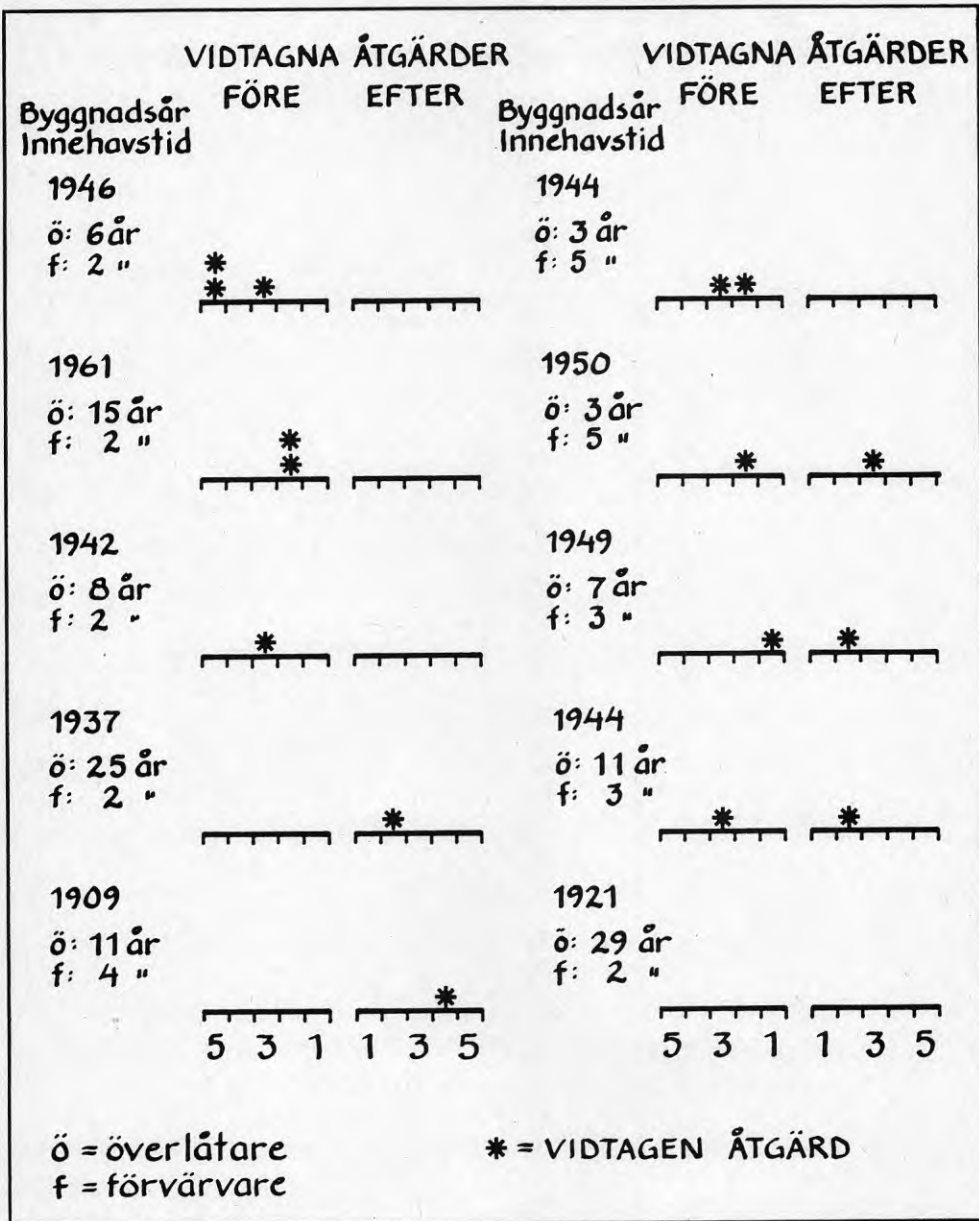 VIDTAGNA ÅTGÄRDER
FÖRE EFTER
Byggnadsår
Innehavstid
1946
ö: 6 år
f: 2 "
1961
ö: 15 år
f: 2 "
1942
ö: 8 år
f: 2 "
1937
ö: 25 år
f: 2 "
1909
ö: 11 år
f: 4 "
5 3 1 1 3 5
VIDTAGNA ÅTGÄRDER
FÖRE EFTER
Byggnadsår
Innehavstid
1944
ö: 3 år
f: 5 "
1950
ö: 3 år
f: 5 "
1949
ö: 7 år
f: 3 "
1944
ö: 11 år
f: 3 "
1921
ö: 29 år
f: 2 "
5 3 1 1 3 5
ö = överlåtare
f = förvärvare
* = VIDTAGEN ÅTGÄRD